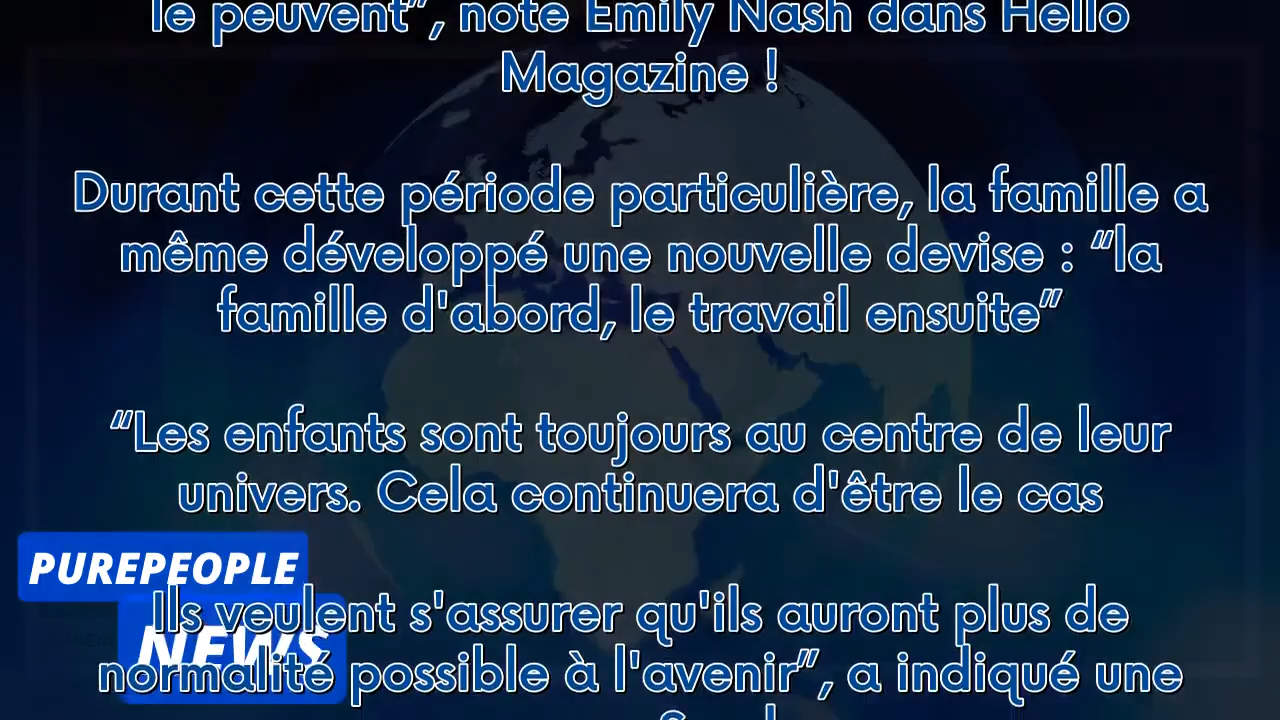 le peuvent”, note Emily Nash dans Hello
Magazine !
Durant cette période particulière, la famille a
même développé une nouvelle devise : “la
famille d'abord, le travail ensuite”
“Les enfants sont toujours au centre de leur
univers. Cela continuera d'être le cas
PUREPEOPLE
Ils veulent s'assurer qu'ils auront plus de
NEWS
normalité possible à l'avenir”, a indiqué une